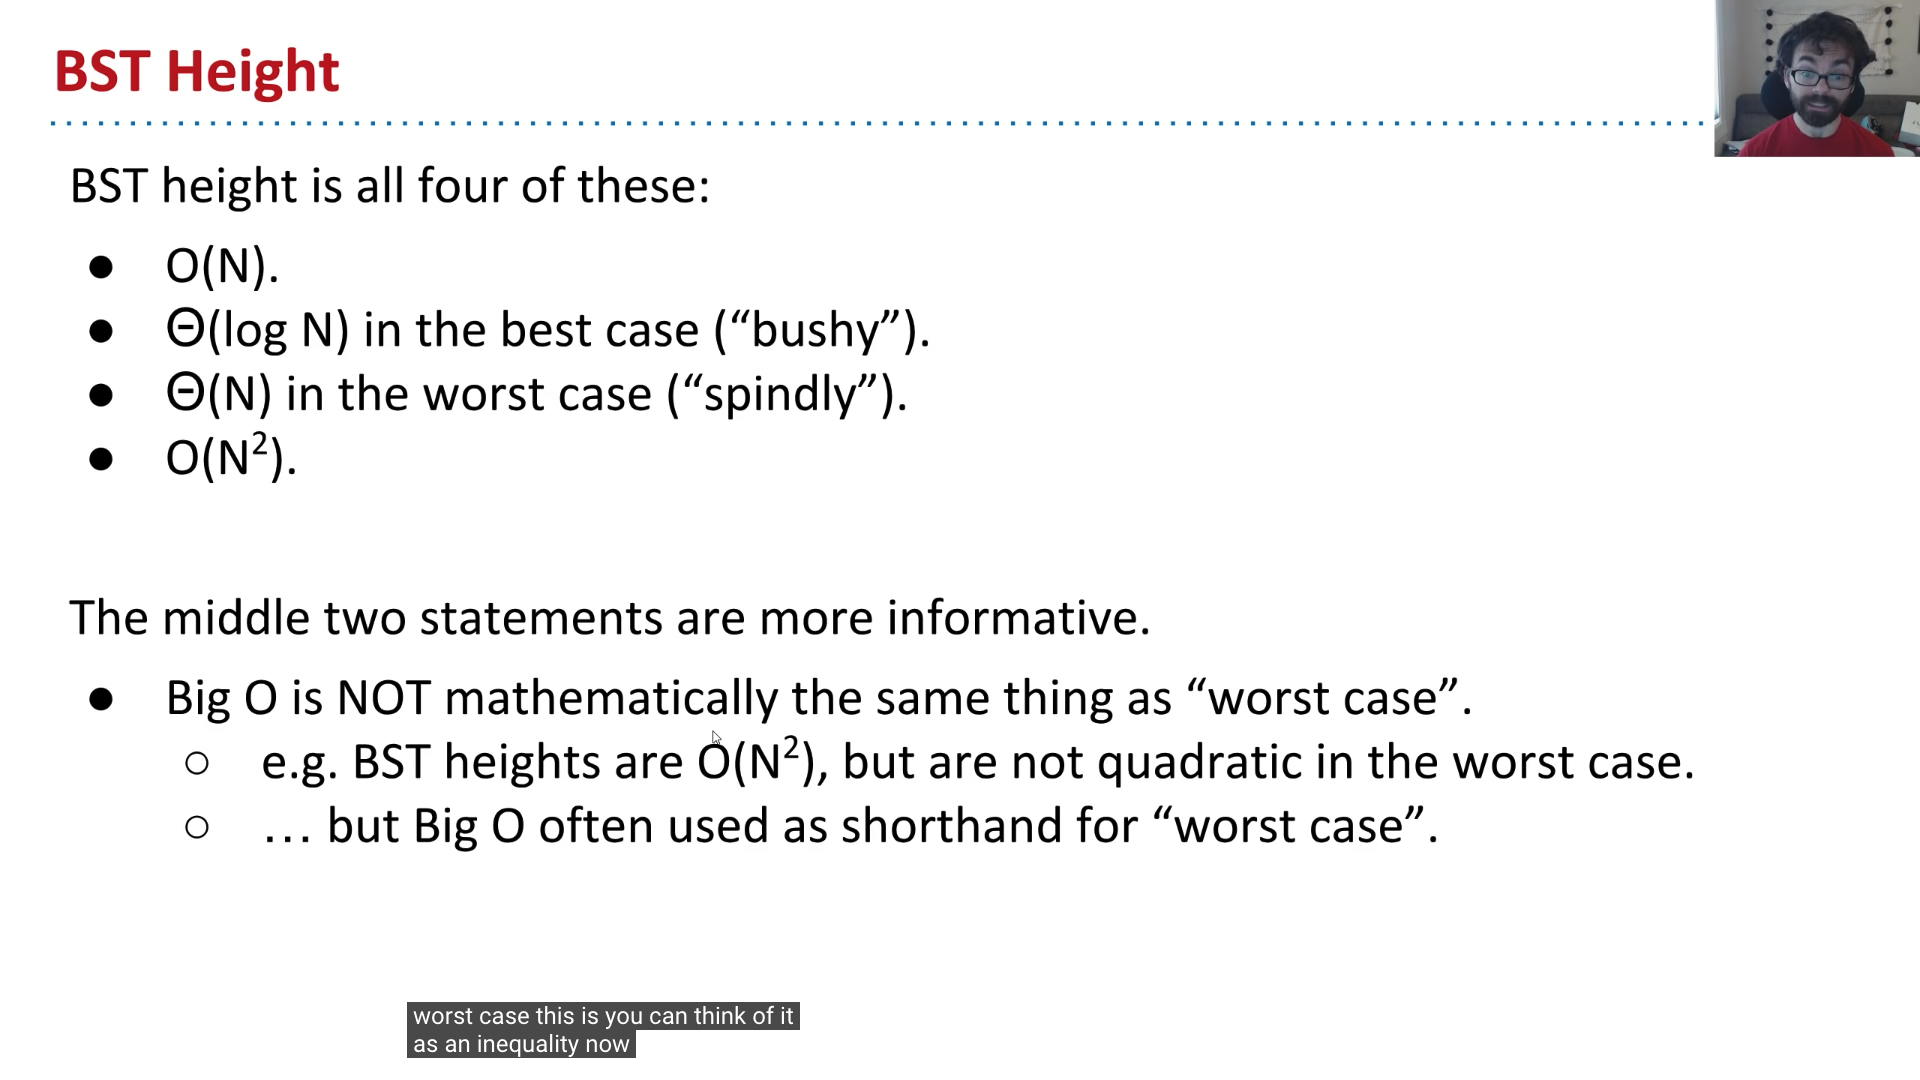 BST Height
BST height is all four of these:
● O(N).
● Θ(log N) in the best case (“bushy”).
● Θ(N) in the worst case (“spindly”).
● O(N²).
The middle two statements are more informative.
● Big O is NOT mathematically the same thing as “worst case”.
○ e.g. BST heights are O(N²), but are not quadratic in the worst case.
○ … but Big O often used as shorthand for “worst case”.
worst case this is you can think of it
as an inequality now